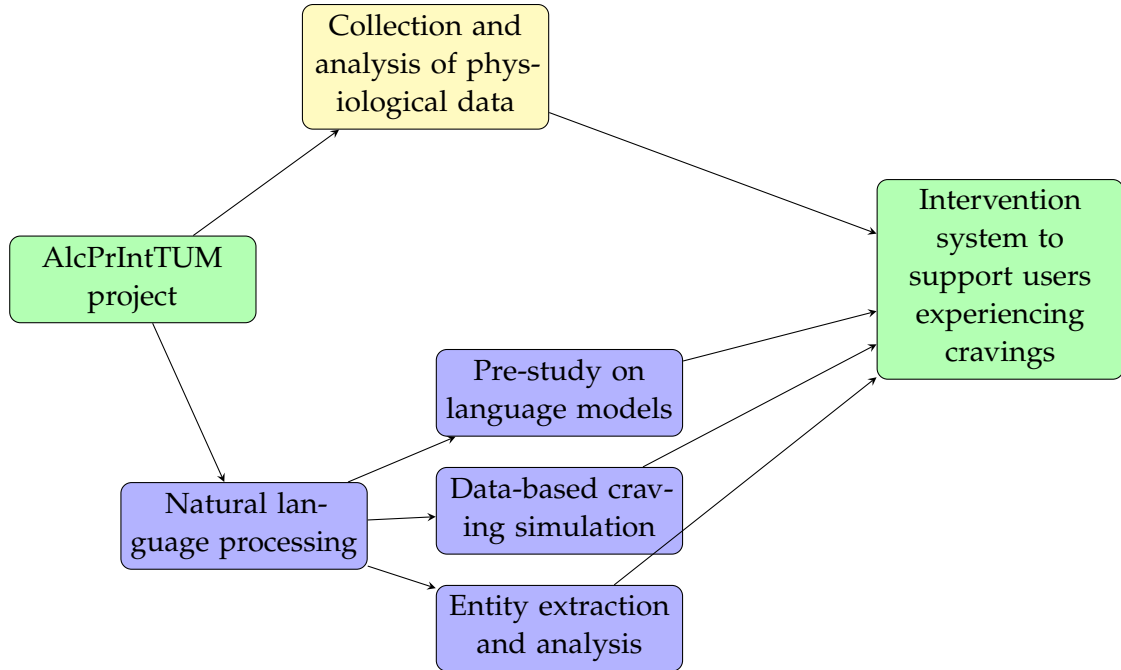 Collection and
analysis of phys-
iological data
AlcPrIntTUM
project
Intervention
system to
support users
experiencing
cravings
Pre-study on
language models
Natural lan-
guage processing
Data-based crav-
ing simulation
Entity extraction
and analysis